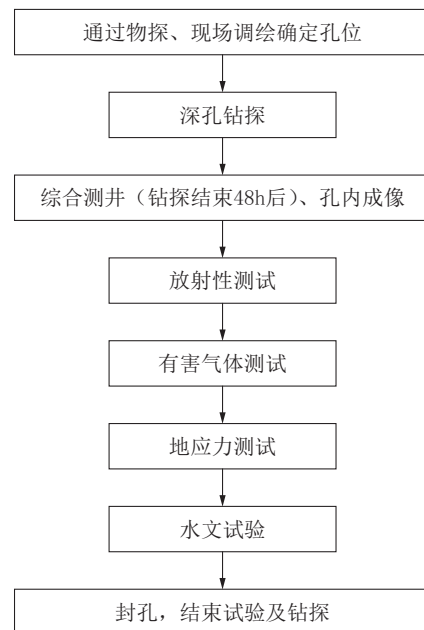 通过物探、现场调绘确定孔位
深孔钻探
综合测井（钻探结束48h后）、孔内成像
放射性测试
有害气体测试
地应力测试
水文试验
封孔，结束试验及钻探